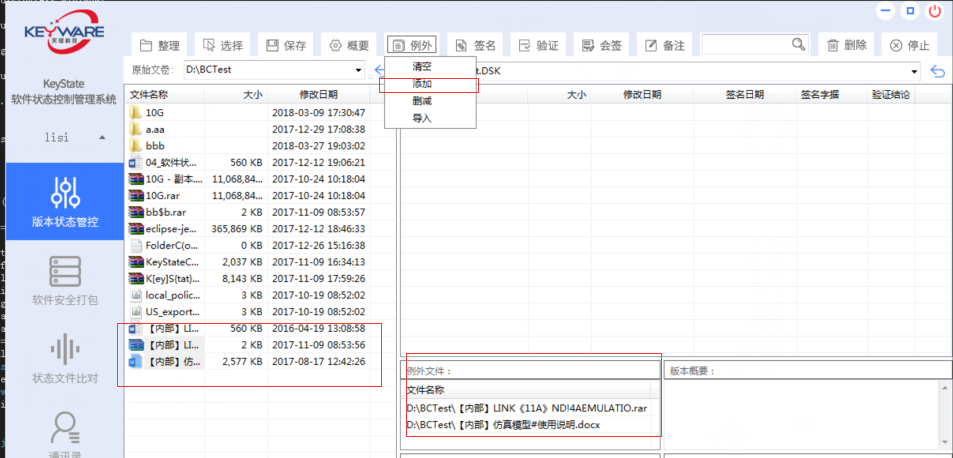 KEYWARE
天健科技
KeyState
软件状态控制管理系统
lisi
版本状态管控
软件安全打包
状态文件比对
通讯录
整理 选择 保存 概要 例外 签名 验证 会签 备注 删除 停止
原始文卷: D:\BCTest
t.DSK
清空
添加
删减
导入
文件名称 大小 修改日期
大小 修改日期 签名日期 签名字据 验证结论
10G 2018-03-09 17:30:47
a.aa 2017-12-29 17:08:38
bbb 2018-03-27 19:03:02
04_软件状... 560 KB 2017-12-12 19:06:21
10G - 副本.... 11,068,84... 2017-10-24 10:18:04
10G.rar 11,068,84... 2017-10-24 10:18:04
bb$b.rar 2 KB 2017-11-09 08:53:57
eclipse-je... 365,869 KB 2017-12-12 18:46:33
FolderC(o... 0 KB 2017-12-26 15:16:38
KeyStateC... 2,037 KB 2017-11-09 16:34:13
K[ey]S{tat}... 8,143 KB 2017-11-09 17:59:26
local_polic... 3 KB 2017-10-19 08:52:02
US_export... 3 KB 2017-10-19 08:52:02
【内部】LI... 560 KB 2016-04-19 13:08:58
【内部】LI... 2 KB 2017-11-09 08:53:56
【内部】仿... 2,577 KB 2017-08-17 12:42:26
例外文件：
文件名称
D:\BCTest\【内部】LINK《11A》ND!4AEMULATIO.rar
D:\BCTest\【内部】仿真模型#使用说明.docx
版本概要：